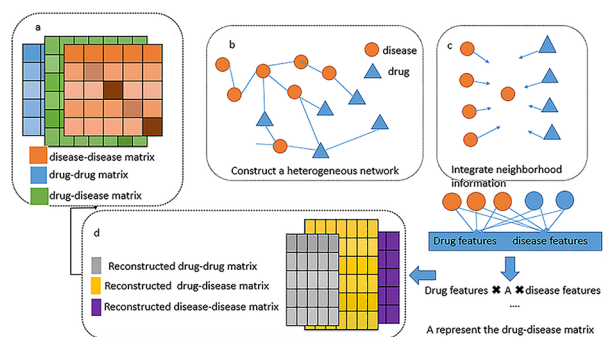 a
disease-disease matrix
drug-drug matrix
drug-disease matrix
b
disease
drug
Construct a heterogeneous network
c
Integrate neighborhood
information
Drug features disease features
Drug features ✖ A ✖ disease features
....
A represent the drug-disease matrix
d
Reconstructed drug-drug matrix
Reconstructed drug-disease matrix
Reconstructed disease-disease matrix